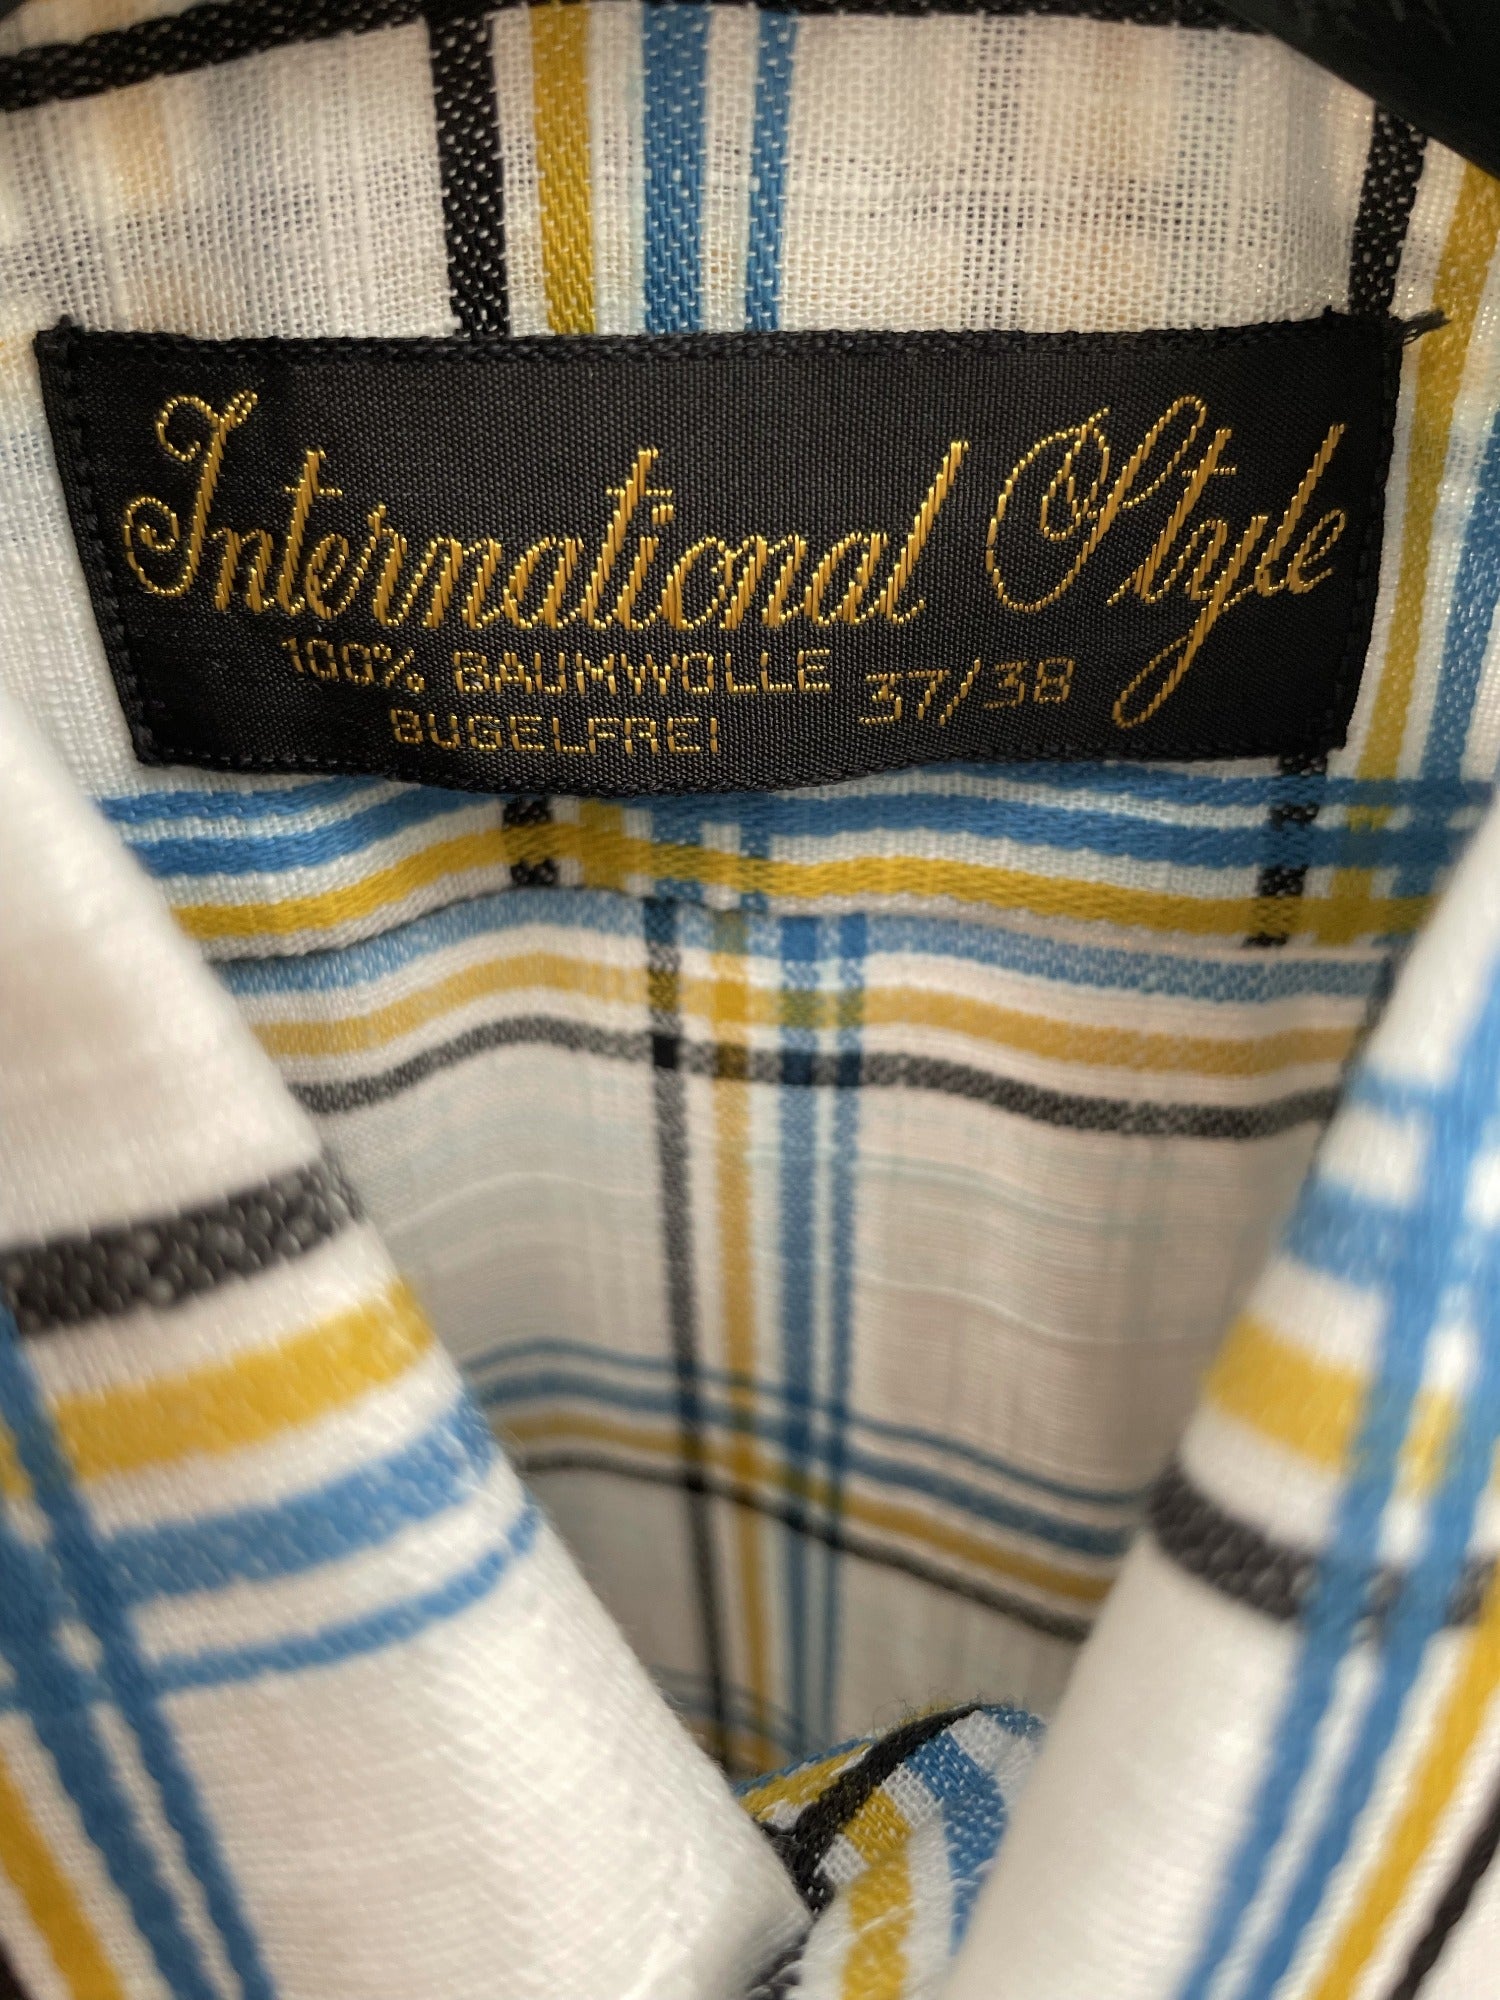 International Style
100% BAUMWOLLE 37/38
BUGELFREI